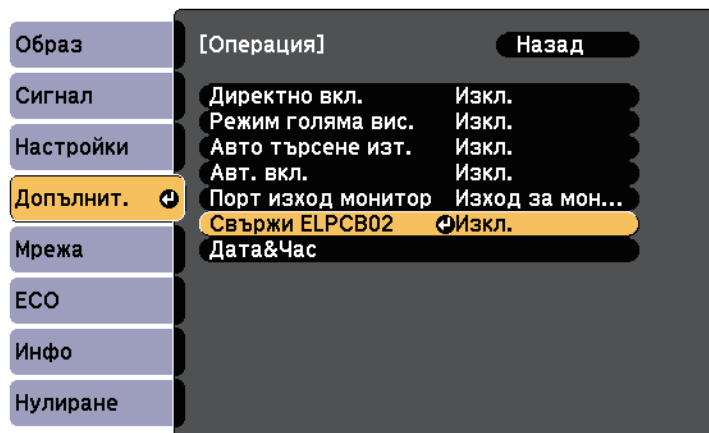 Образ
Сигнал
Настройки
Допълнит.
Мрежа
ECO
Инфо
Нулиране
[Операция] Назад
Директно вкл. Изкл.
Режим голяма вис. Изкл.
Авто търсене изт. Изкл.
Авт. вкл. Изкл.
Порт изход монитор Изход за мон...
Свържи ELPCB02 Изкл.
Дата&Час